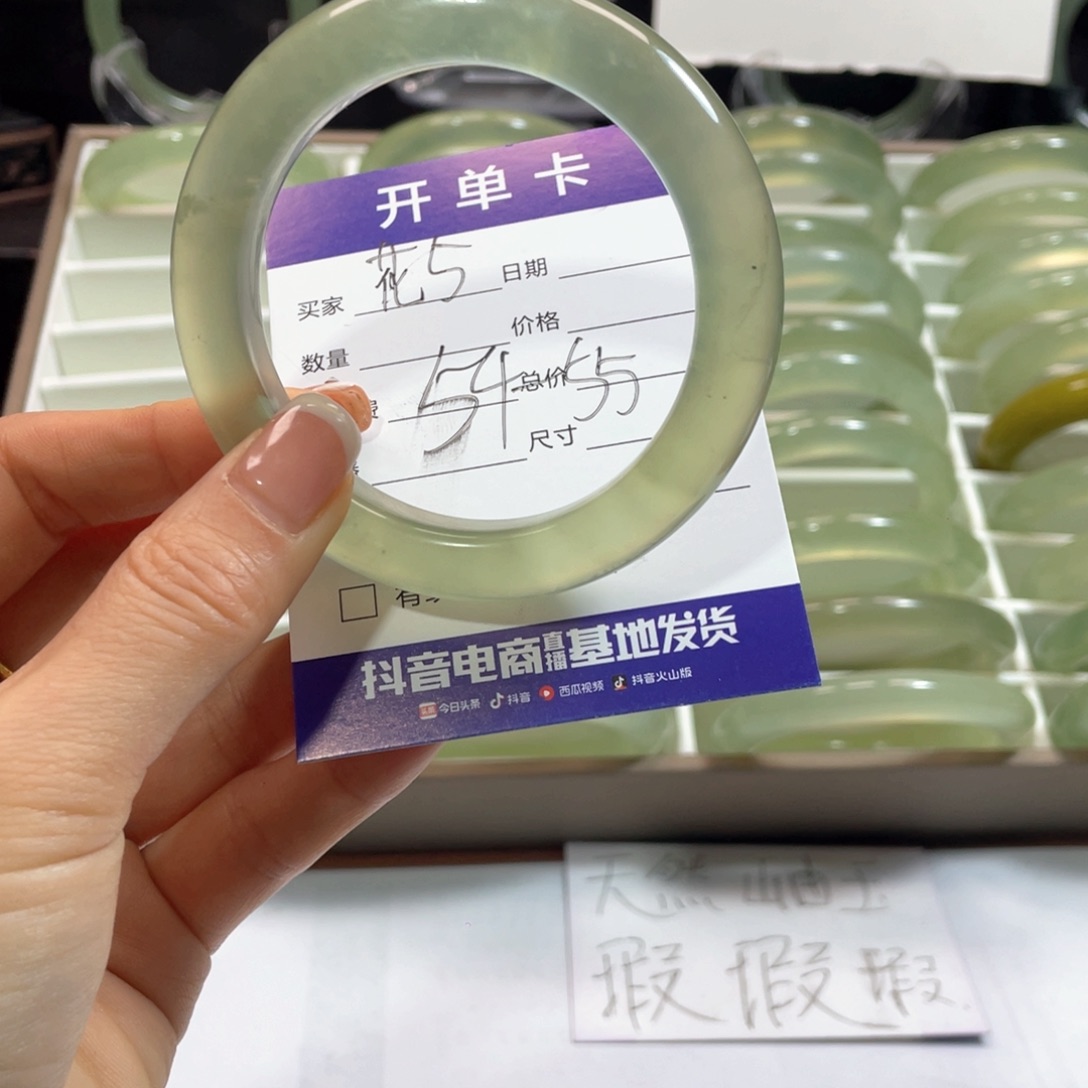 开单卡
买家 花5 日期
数量 价格
费 54 总价 55
尺寸
有
抖音电商直播基地发货
今日头条 抖音 西瓜视频 抖音火山版
天然岫玉
瑕瑕瑕